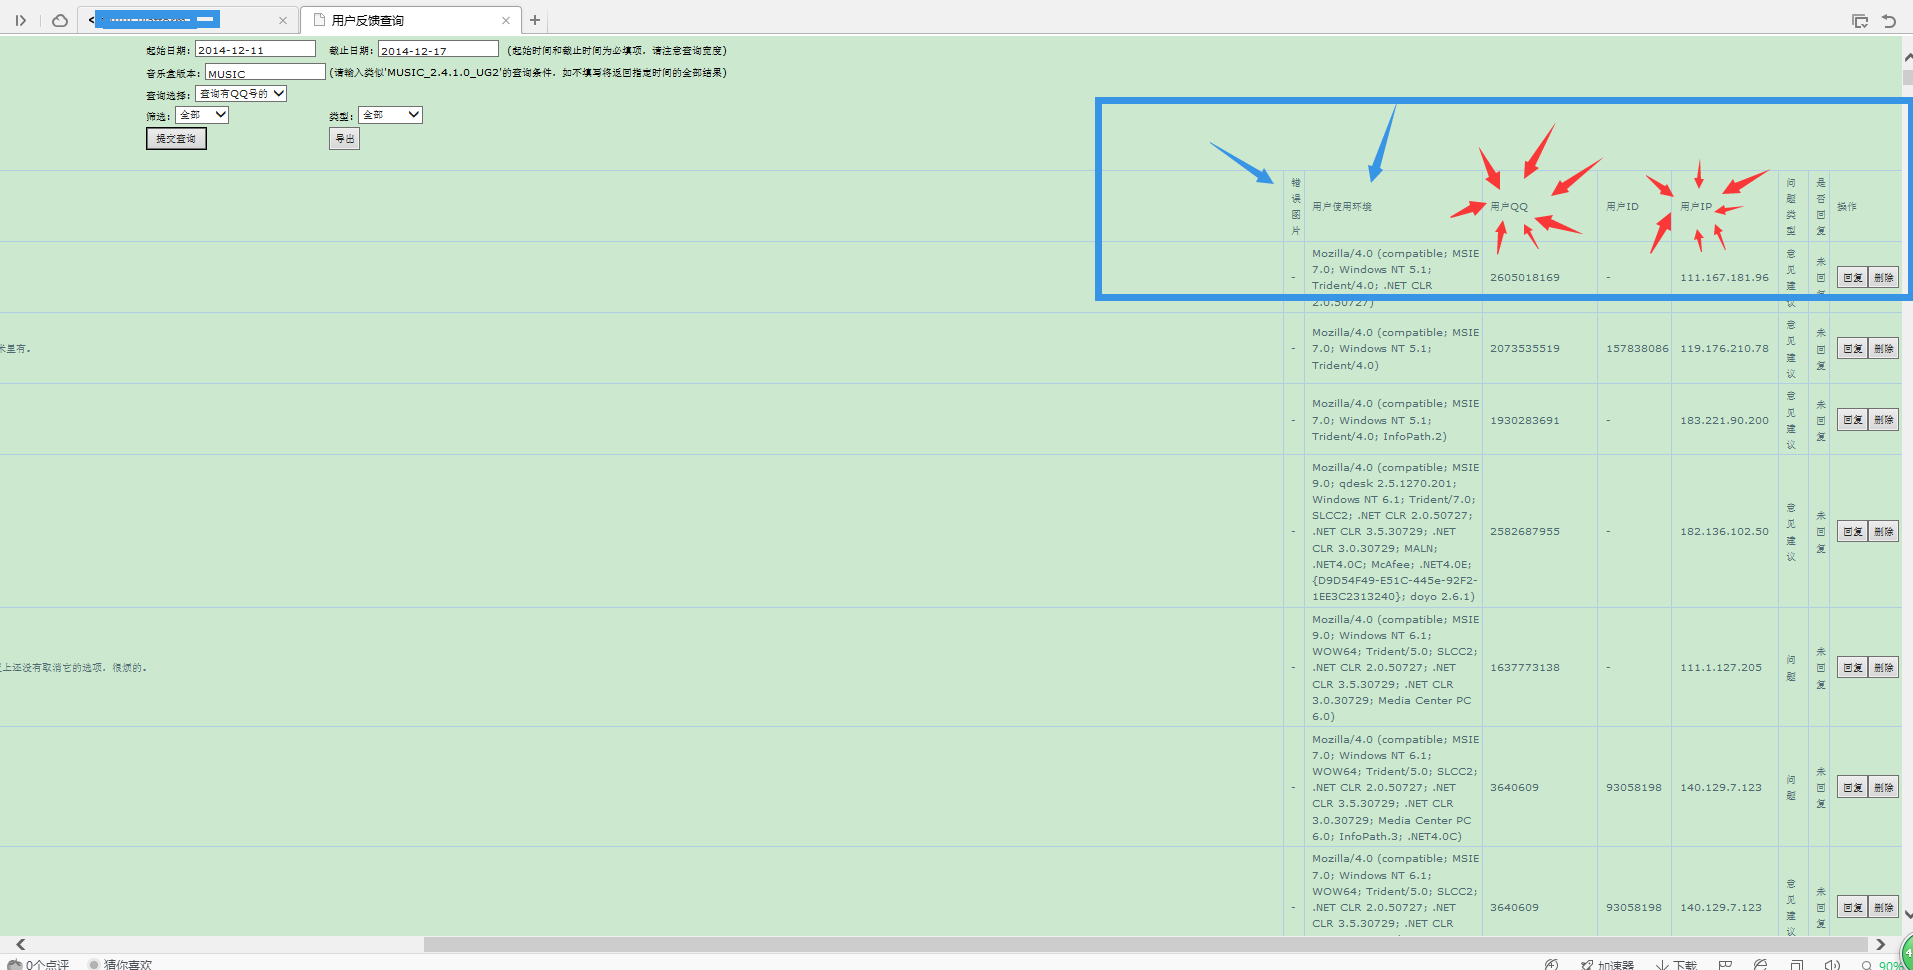 用户反馈查询
起始日期: 2014-12-11 截止日期: 2014-12-17 (起始时间和截止时间为必填项，请注意查询宽度)
音乐盒版本: MUSIC (请输入类似'MUSIC_2.4.1.0_UG2'的查询条件，如不填写将返回指定时间的全部结果)
查询选择: 查询有QQ号的
筛选: 全部 类型: 全部
提交查询 导出
错误图片 用户使用环境 用户QQ 用户ID 用户IP 问题类型 是否回复 操作
Mozilla/4.0 (compatible; MSIE
7.0; Windows NT 5.1;
Trident/4.0; .NET CLR
2.0.50727)
- 2605018169 - 111.167.181.96 意见建议 未回复 回复 删除
米里有。
Mozilla/4.0 (compatible; MSIE
7.0; Windows NT 5.1;
Trident/4.0)
- 2073535519 157838086 119.176.210.78 意见建议 未回复 回复 删除
Mozilla/4.0 (compatible; MSIE
7.0; Windows NT 5.1;
Trident/4.0; InfoPath.2)
- 1930283691 - 183.221.90.200 意见建议 未回复 回复 删除
Mozilla/4.0 (compatible; MSIE
9.0; qdesk 2.5.1270.201;
Windows NT 6.1; Trident/7.0;
SLCC2; .NET CLR 2.0.50727;
.NET CLR 3.5.30729; .NET
CLR 3.0.30729; MALN;
.NET4.0C; McAfee; .NET4.0E;
{D9D54F49-E51C-445e-92F2-
1EE3C2313240}; doyo 2.6.1)
- 2582687955 - 182.136.102.50 意见建议 未回复 回复 删除
上还没有取消它的选项，很烦的。
Mozilla/4.0 (compatible; MSIE
9.0; Windows NT 6.1;
WOW64; Trident/5.0; SLCC2;
.NET CLR 2.0.50727; .NET
CLR 3.5.30729; .NET CLR
3.0.30729; Media Center PC
6.0)
- 1637773138 - 111.1.127.205 问题 未回复 回复 删除
Mozilla/4.0 (compatible; MSIE
7.0; Windows NT 6.1;
WOW64; Trident/5.0; SLCC2;
.NET CLR 2.0.50727; .NET
CLR 3.5.30729; .NET CLR
3.0.30729; Media Center PC
6.0; InfoPath.3; .NET4.0C)
- 3640609 93058198 140.129.7.123 问题 未回复 回复 删除
Mozilla/4.0 (compatible; MSIE
7.0; Windows NT 6.1;
WOW64; Trident/5.0; SLCC2;
.NET CLR 2.0.50727; .NET
CLR 3.5.30729; .NET CLR
- 3640609 93058198 140.129.7.123 意见建议 未回复 回复 删除
0个点评 猜你喜欢 加速器 下载 90%
4